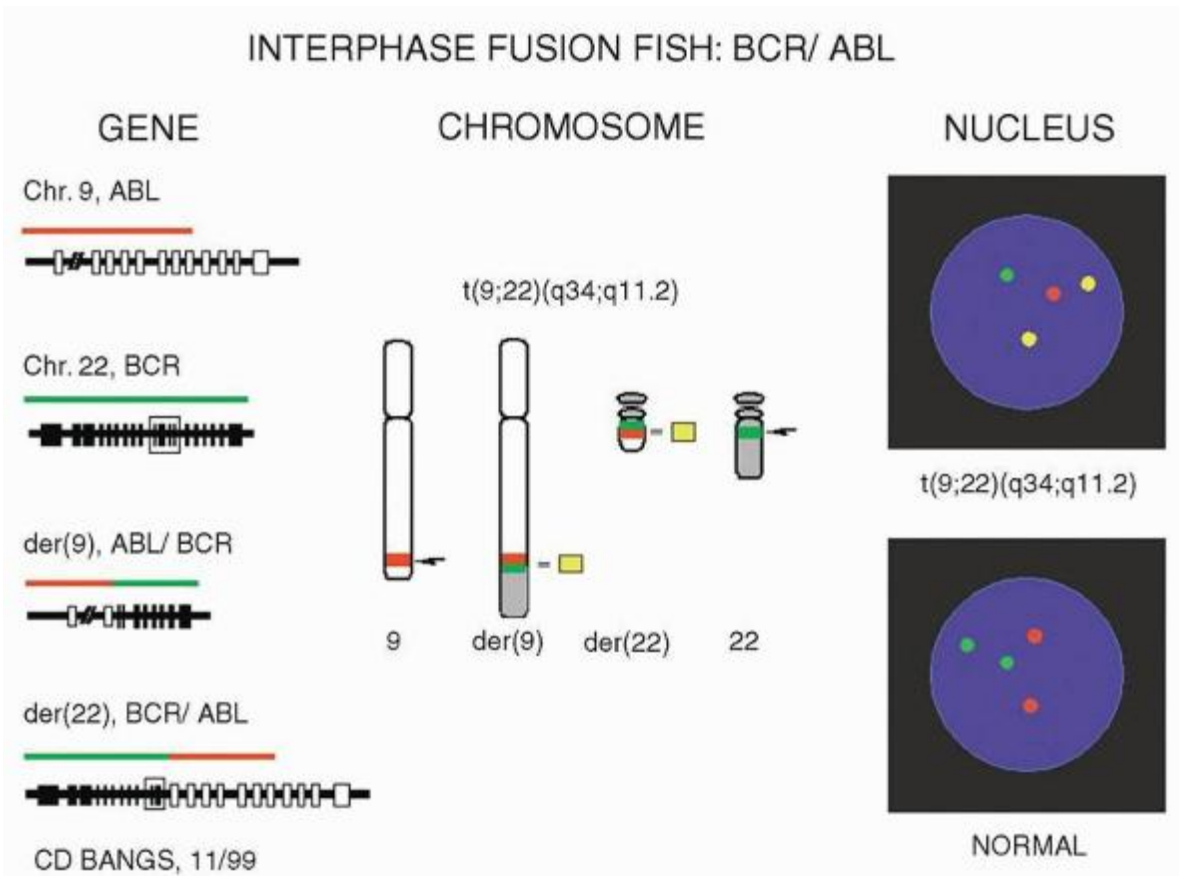 INTERPHASE FUSION FISH: BCR/ ABL
GENE
CHROMOSOME
NUCLEUS
Chr. 9, ABL
t(9;22)(q34;q11.2)
Chr. 22, BCR
t(9;22)(q34;q11.2)
der(9), ABL/ BCR
9
der(9)
der(22)
22
der(22), BCR/ ABL
NORMAL
CD BANGS, 11/99